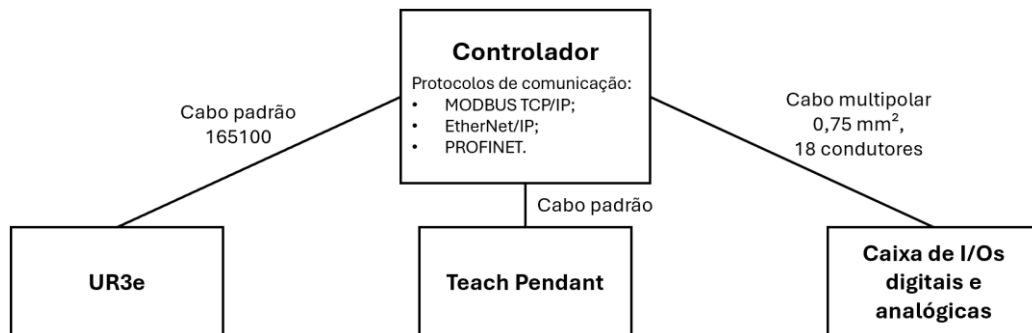 Controlador
Protocolos de comunicação:
• MODBUS TCP/IP;
• EtherNet/IP;
• PROFINET.
Cabo padrão
165100
Cabo multipolar
0,75 mm²,
18 condutores
Cabo padrão
UR3e
Teach Pendant
Caixa de I/Os
digitais e
analógicas